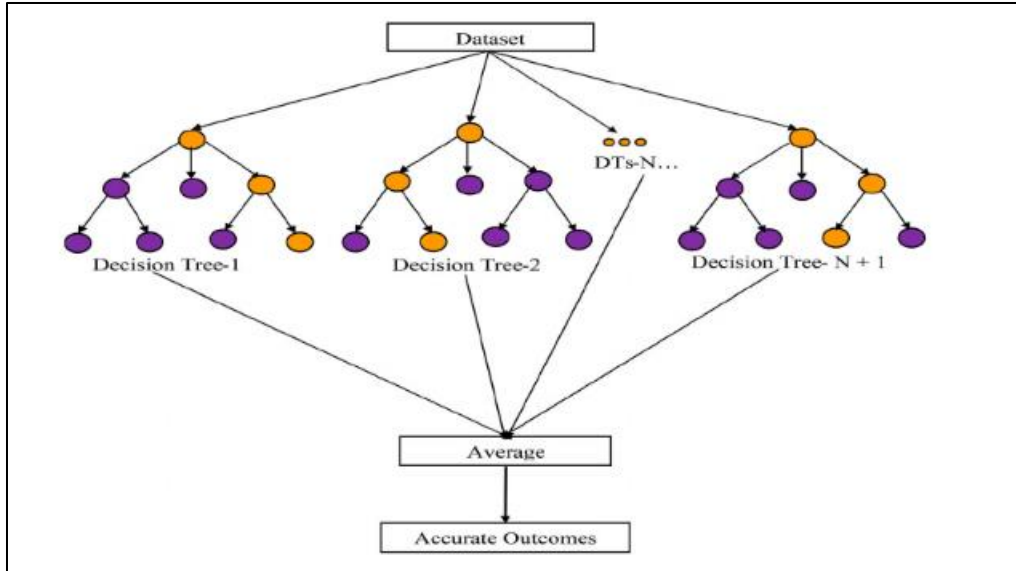 Dataset
DTs-N...
Decision Tree-1
Decision Tree-2
Decision Tree- N + 1
Average
Accurate Outcomes